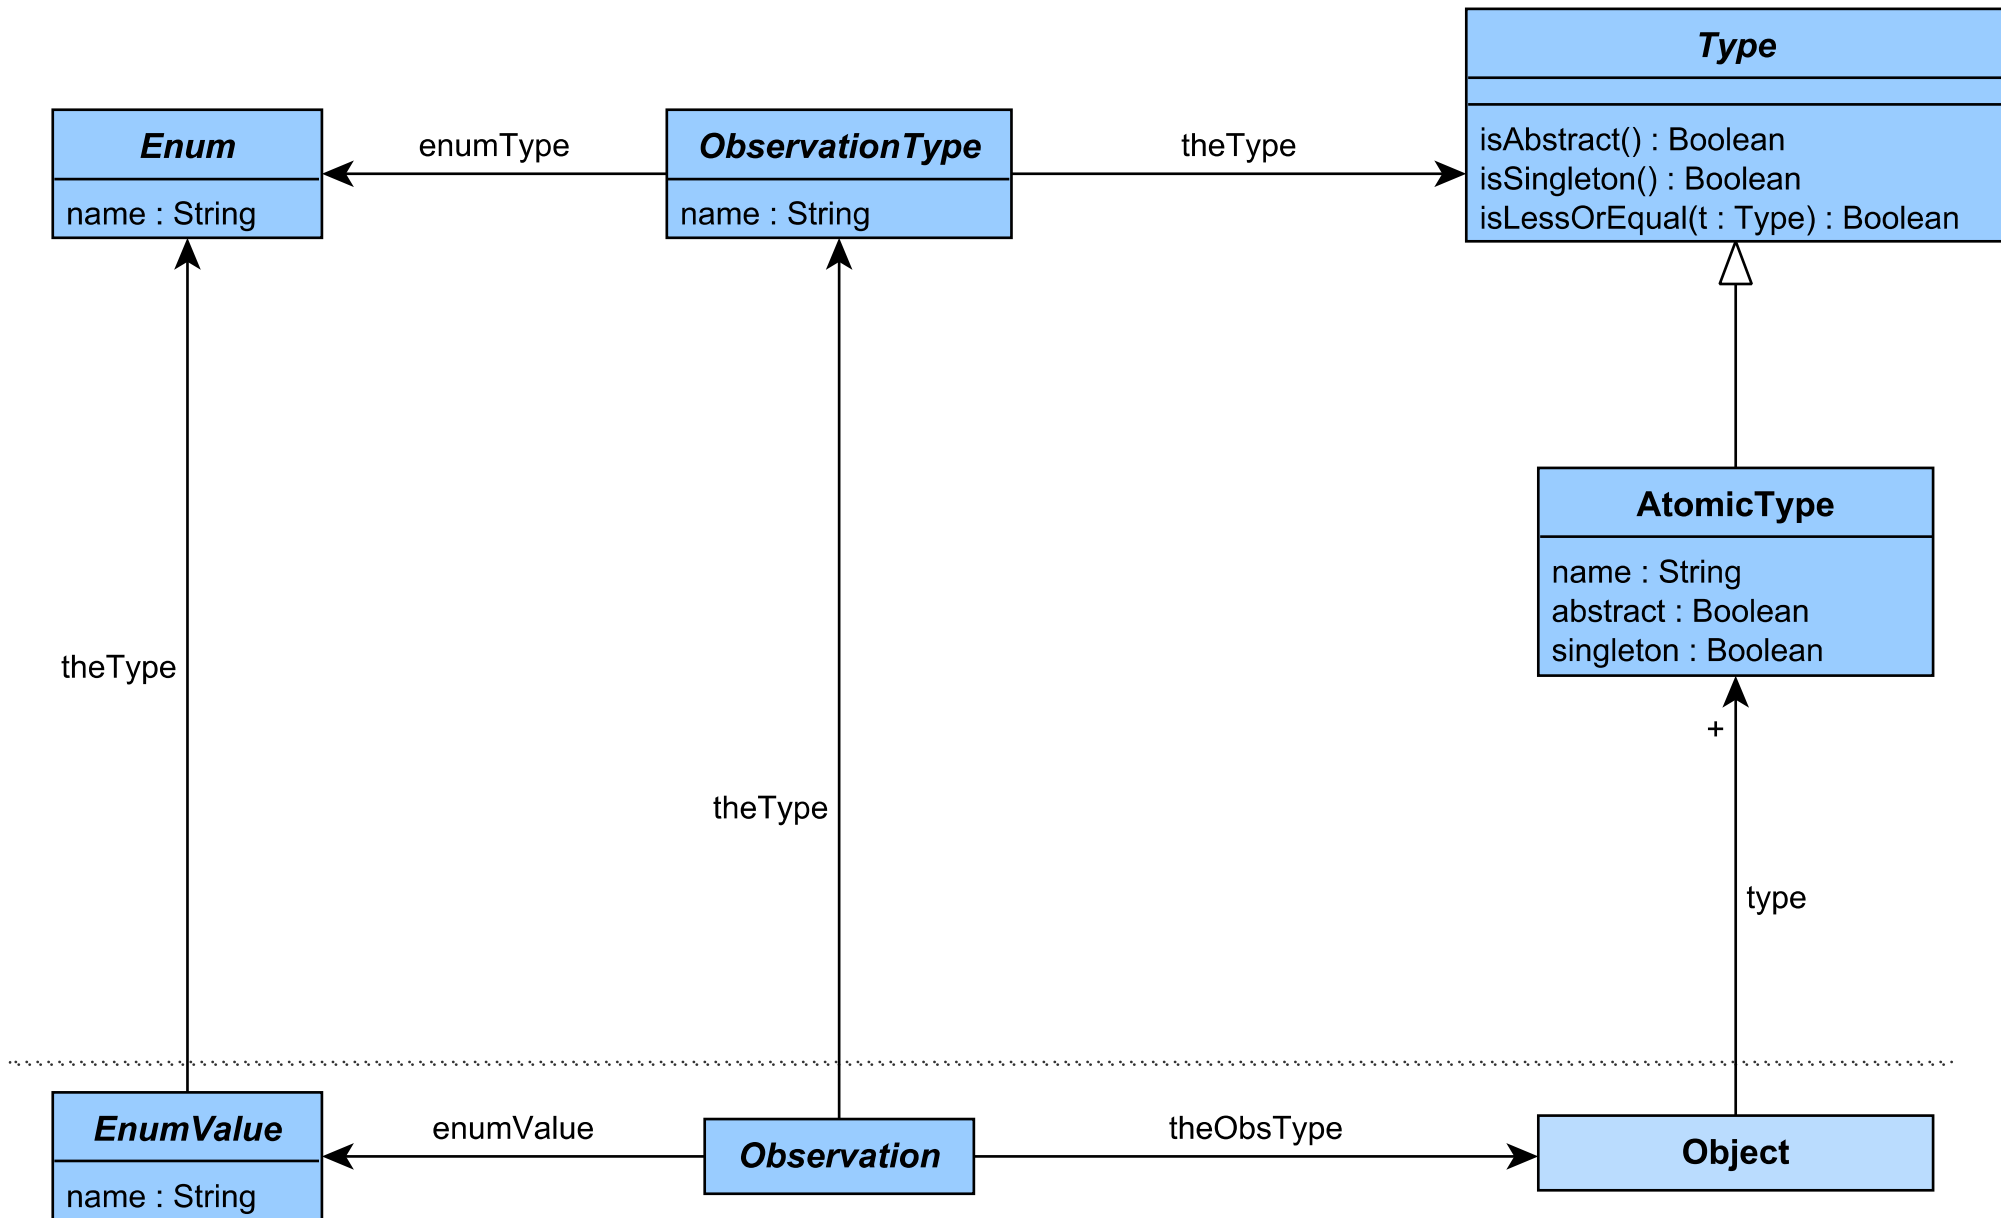 Type
isAbstract() : Boolean
isSingleton() : Boolean
isLessOrEqual(t : Type) : Boolean
Enum
name : String
enumType
ObservationType
name : String
theType
AtomicType
name : String
abstract : Boolean
singleton : Boolean
theType
theType
+
type
EnumValue
name : String
enumValue
Observation
theObsType
Object